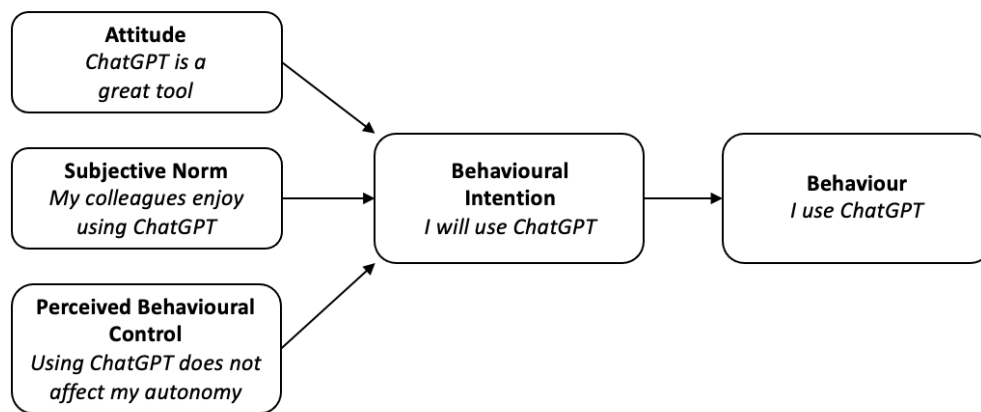 Attitude
ChatGPT is a
great tool
Subjective Norm
My colleagues enjoy
using ChatGPT
Perceived Behavioural
Control
Using ChatGPT does not
affect my autonomy
Behavioural
Intention
I will use ChatGPT
Behaviour
I use ChatGPT